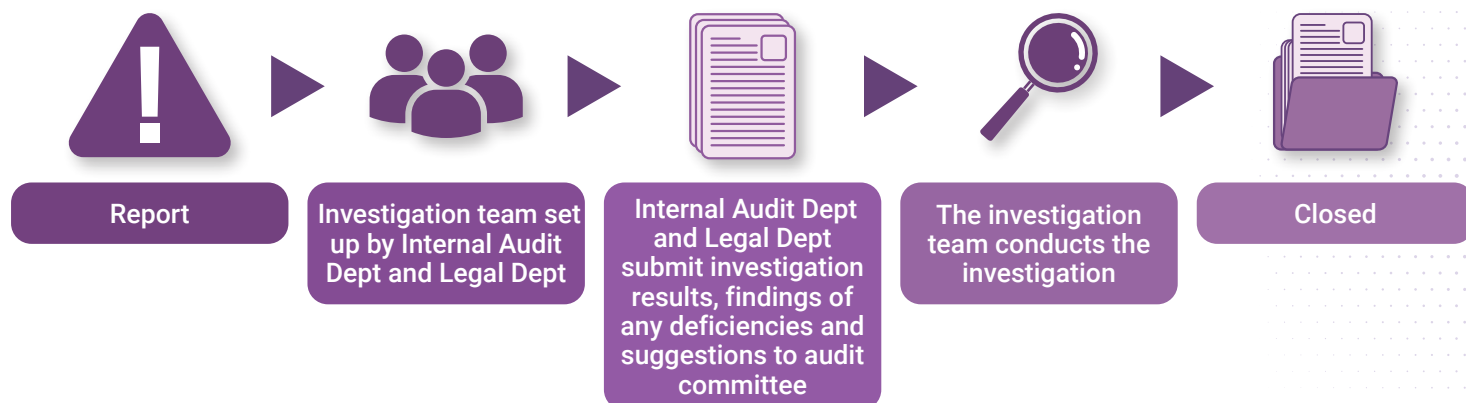 Report
Investigation team set
up by Internal Audit
Dept and Legal Dept
Internal Audit Dept
and Legal Dept
submit investigation
results, findings of
any deficiencies and
suggestions to audit
committee
The investigation
team conducts the
investigation
Closed